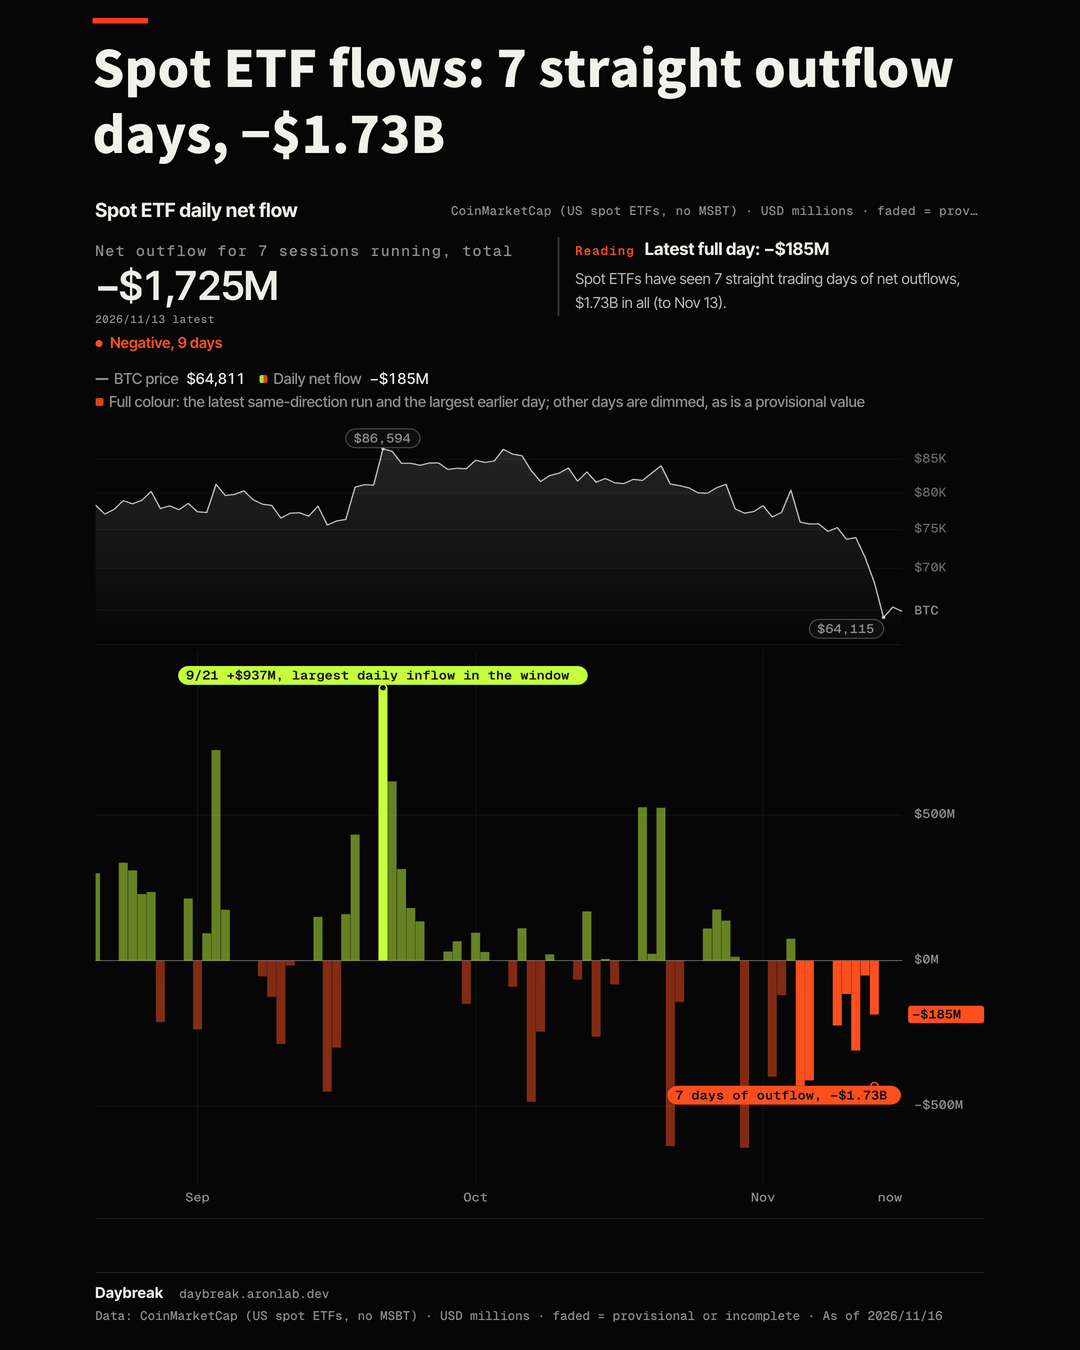 Spot ETF flows: 7 straight outflow
days, −$1.73B
Spot ETF daily net flow
CoinMarketCap (US spot ETFs, no MSBT) · USD millions · faded = prov…
Net outflow for 7 sessions running, total
−$1,725M
2026/11/13 latest
Negative, 9 days
Reading Latest full day: −$185M
Spot ETFs have seen 7 straight trading days of net outflows,
$1.73B in all (to Nov 13).
BTC price $64,811 Daily net flow −$185M
Full colour: the latest same-direction run and the largest earlier day; other days are dimmed, as is a provisional value
$86,594
$85K
$80K
$75K
$70K
BTC
$64,115
9/21 +$937M, largest daily inflow in the window
$500M
$0M
−$185M
7 days of outflow, −$1.73B
−$500M
Sep Oct Nov now
Daybreak daybreak.aronlab.dev
Data: CoinMarketCap (US spot ETFs, no MSBT) · USD millions · faded = provisional or incomplete · As of 2026/11/16